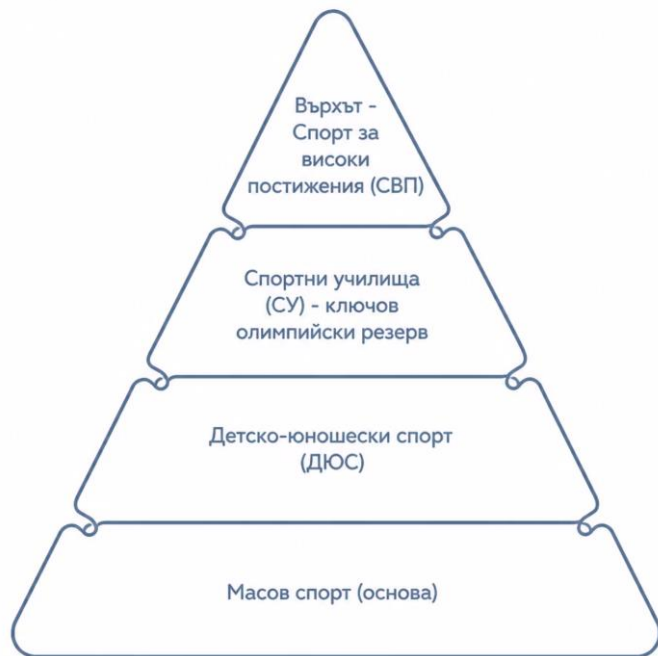 Върхът -
Спорт за
високи
постижения (СВП)
Спортни училища
(СУ) - ключов
олимпийски резерв
Детско-юношески спорт
(ДЮС)
Масов спорт (основа)